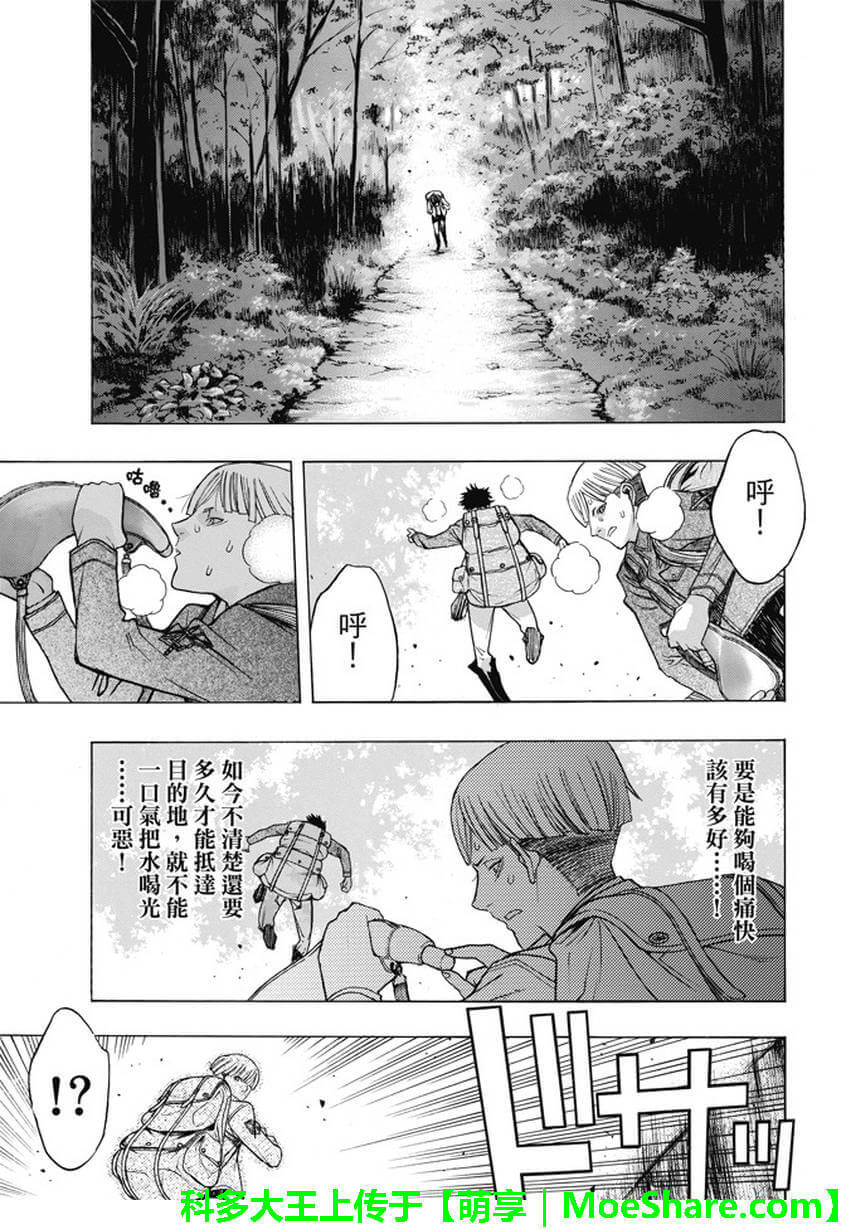 呼！
呼！
咕嚕…
要是能夠喝個痛快
該有多好……！
如今不清楚還要
多久才能抵達
目的地，就不能
一口氣把水喝光
……可惡！
ドサッ
!?
科多大王上传于【萌享｜MoeShare.com】